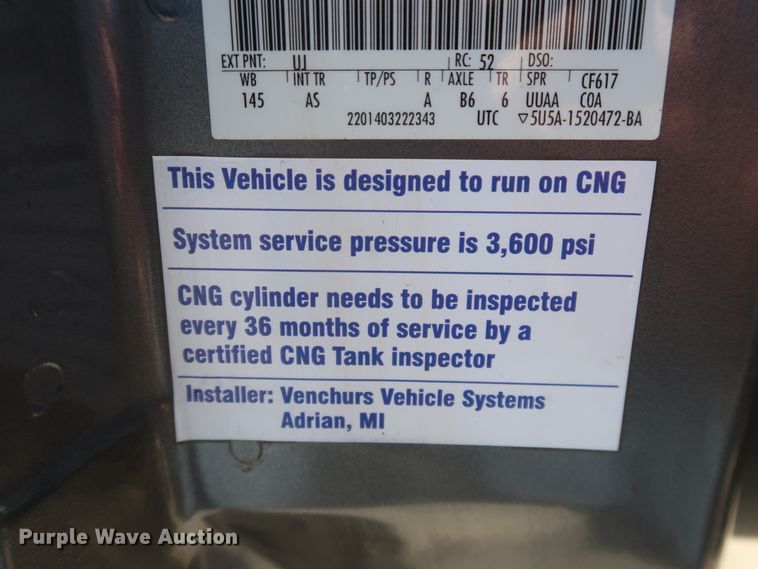 EXT PNT: UJ RC: 52 DSO:
WB INT TR TP/PS R AXLE TR SPR CF617
145 AS A B6 6 UUAA COA
2201403222343 UTC ▽5U5A-1520472-BA
This Vehicle is designed to run on CNG
System service pressure is 3,600 psi
CNG cylinder needs to be inspected
every 36 months of service by a
certified CNG Tank inspector
Installer: Venchurs Vehicle Systems
Adrian, MI
Purple Wave Auction